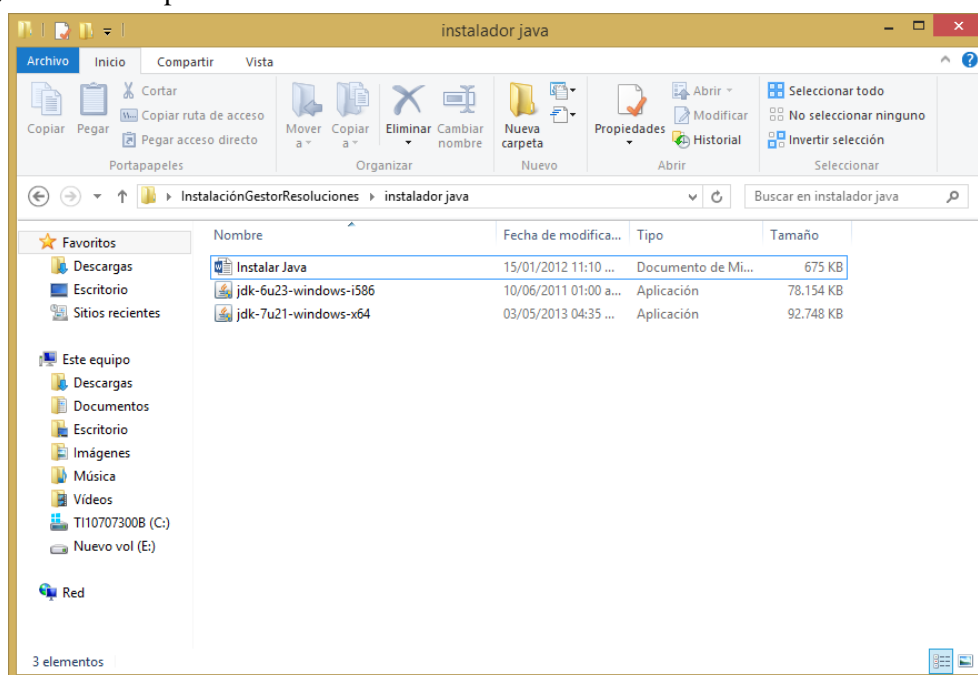 instalador java
Archivo Inicio Compartir Vista
Copiar Pegar Cortar Copiar ruta de acceso Pegar acceso directo
Mover a Copiar a Eliminar Cambiar nombre
Nueva carpeta
Propiedades Abrir Modificar Historial
Seleccionar todo No seleccionar ninguno Invertir selección
Portapapeles Organizar Nuevo Abrir Seleccionar
InstalaciónGestorResoluciones instalador java Buscar en instalador java
Nombre Fecha de modifica... Tipo Tamaño
Instalar Java 15/01/2012 11:10 ... Documento de Mi... 675 KB
jdk-6u23-windows-i586 10/06/2011 01:00 a... Aplicación 78.154 KB
jdk-7u21-windows-x64 03/05/2013 04:35 ... Aplicación 92.748 KB
Favoritos
Descargas
Escritorio
Sitios recientes
Este equipo
Descargas
Documentos
Escritorio
Imágenes
Música
Vídeos
TI10707300B (C:)
Nuevo vol (E:)
Red
3 elementos